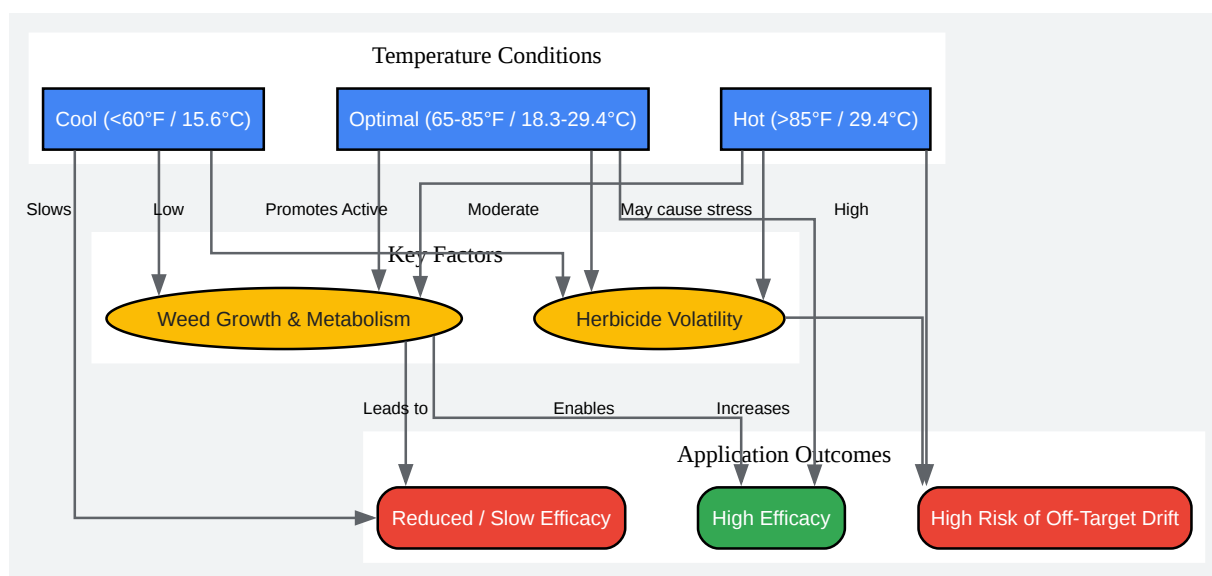 Temperature Conditions
Cool (<60°F / 15.6°C)
Optimal (65-85°F / 18.3-29.4°C)
Hot (>85°F / 29.4°C)
Slows
Low
Promotes Active
Moderate
May cause stress
High
Key Factors
Weed Growth & Metabolism
Herbicide Volatility
Leads to
Enables
Increases
Application Outcomes
Reduced / Slow Efficacy
High Efficacy
High Risk of Off-Target Drift